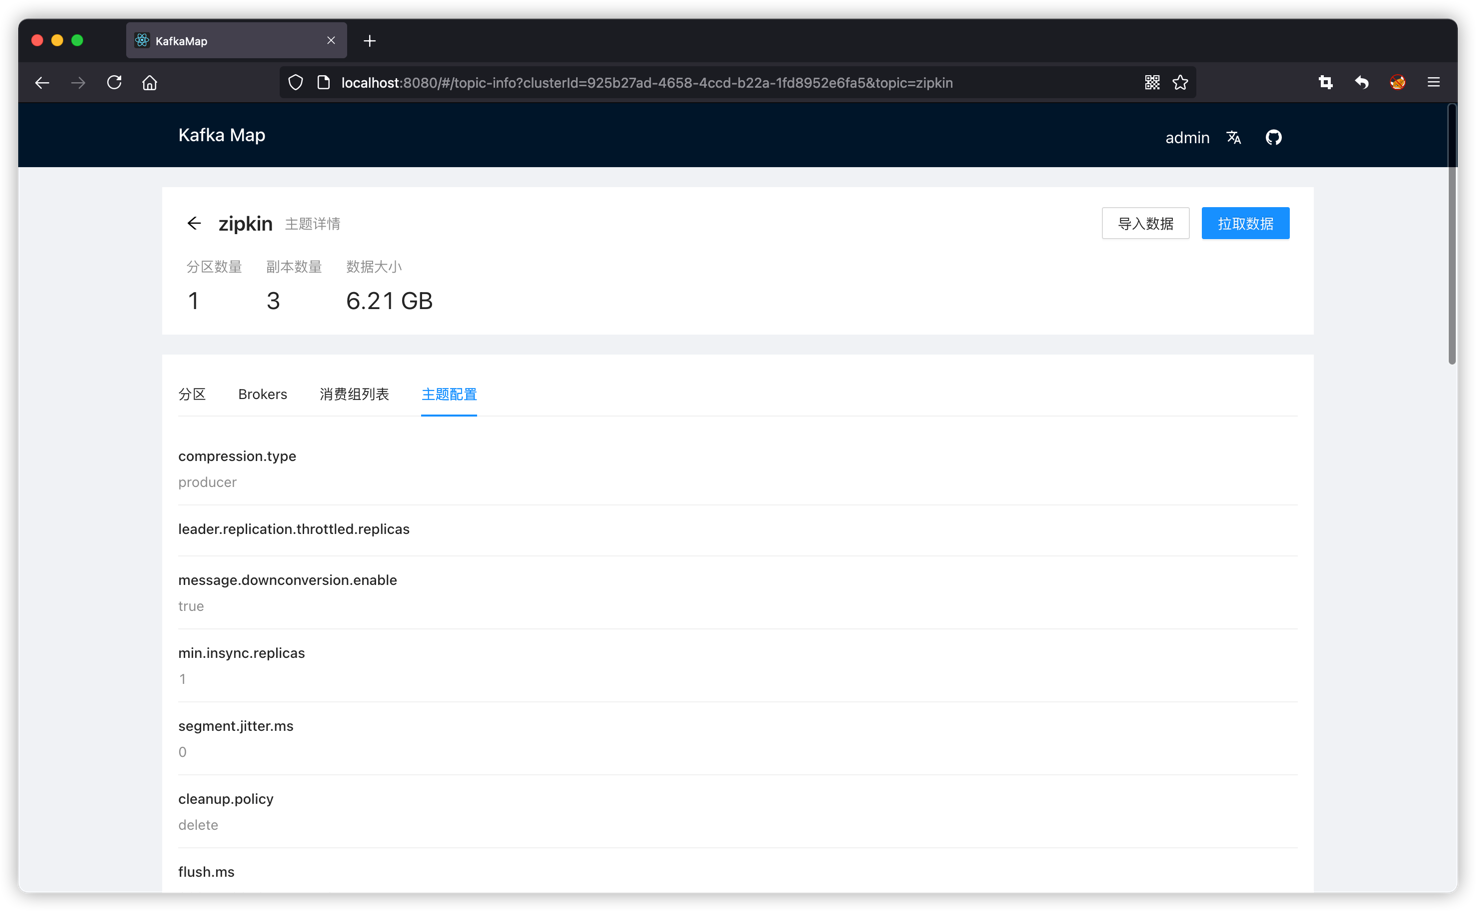 KafkaMap
localhost:8080/#/topic-info?clusterId=925b27ad-4658-4ccd-b22a-1fd8952e6fa5&topic=zipkin
Kafka Map
admin
zipkin 主题详情
导入数据 拉取数据
分区数量 副本数量 数据大小
1 3 6.21 GB
分区 Brokers 消费组列表 主题配置
compression.type
producer
leader.replication.throttled.replicas
message.downconversion.enable
true
min.insync.replicas
1
segment.jitter.ms
0
cleanup.policy
delete
flush.ms